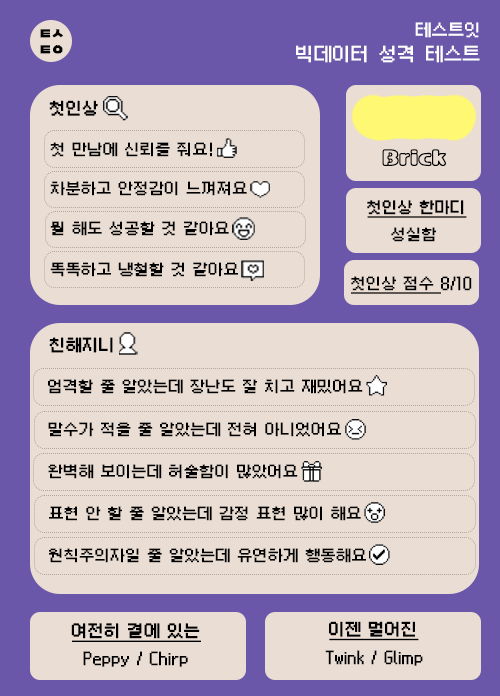 테스트잇
빅데이터 성격 테스트
첫인상
첫 만남에 신뢰를 줘요!
차분하고 안정감이 느껴져요
뭘 해도 성공할 것 같아요
똑똑하고 냉철할 것 같아요
Brick
첫인상 한마디
성실함
첫인상 점수 8/10
친해지니
엄격할 줄 알았는데 장난도 잘 치고 재밌어요
말수가 적을 줄 알았는데 전혀 아니었어요
완벽해 보이는데 허술함이 많았어요
표현 안 할 줄 알았는데 감정 표현 많이 해요
원칙주의자일 줄 알았는데 유연하게 행동해요
여전히 곁에 있는
Peppy / Chirp
이젠 멀어진
Twink / Glimp